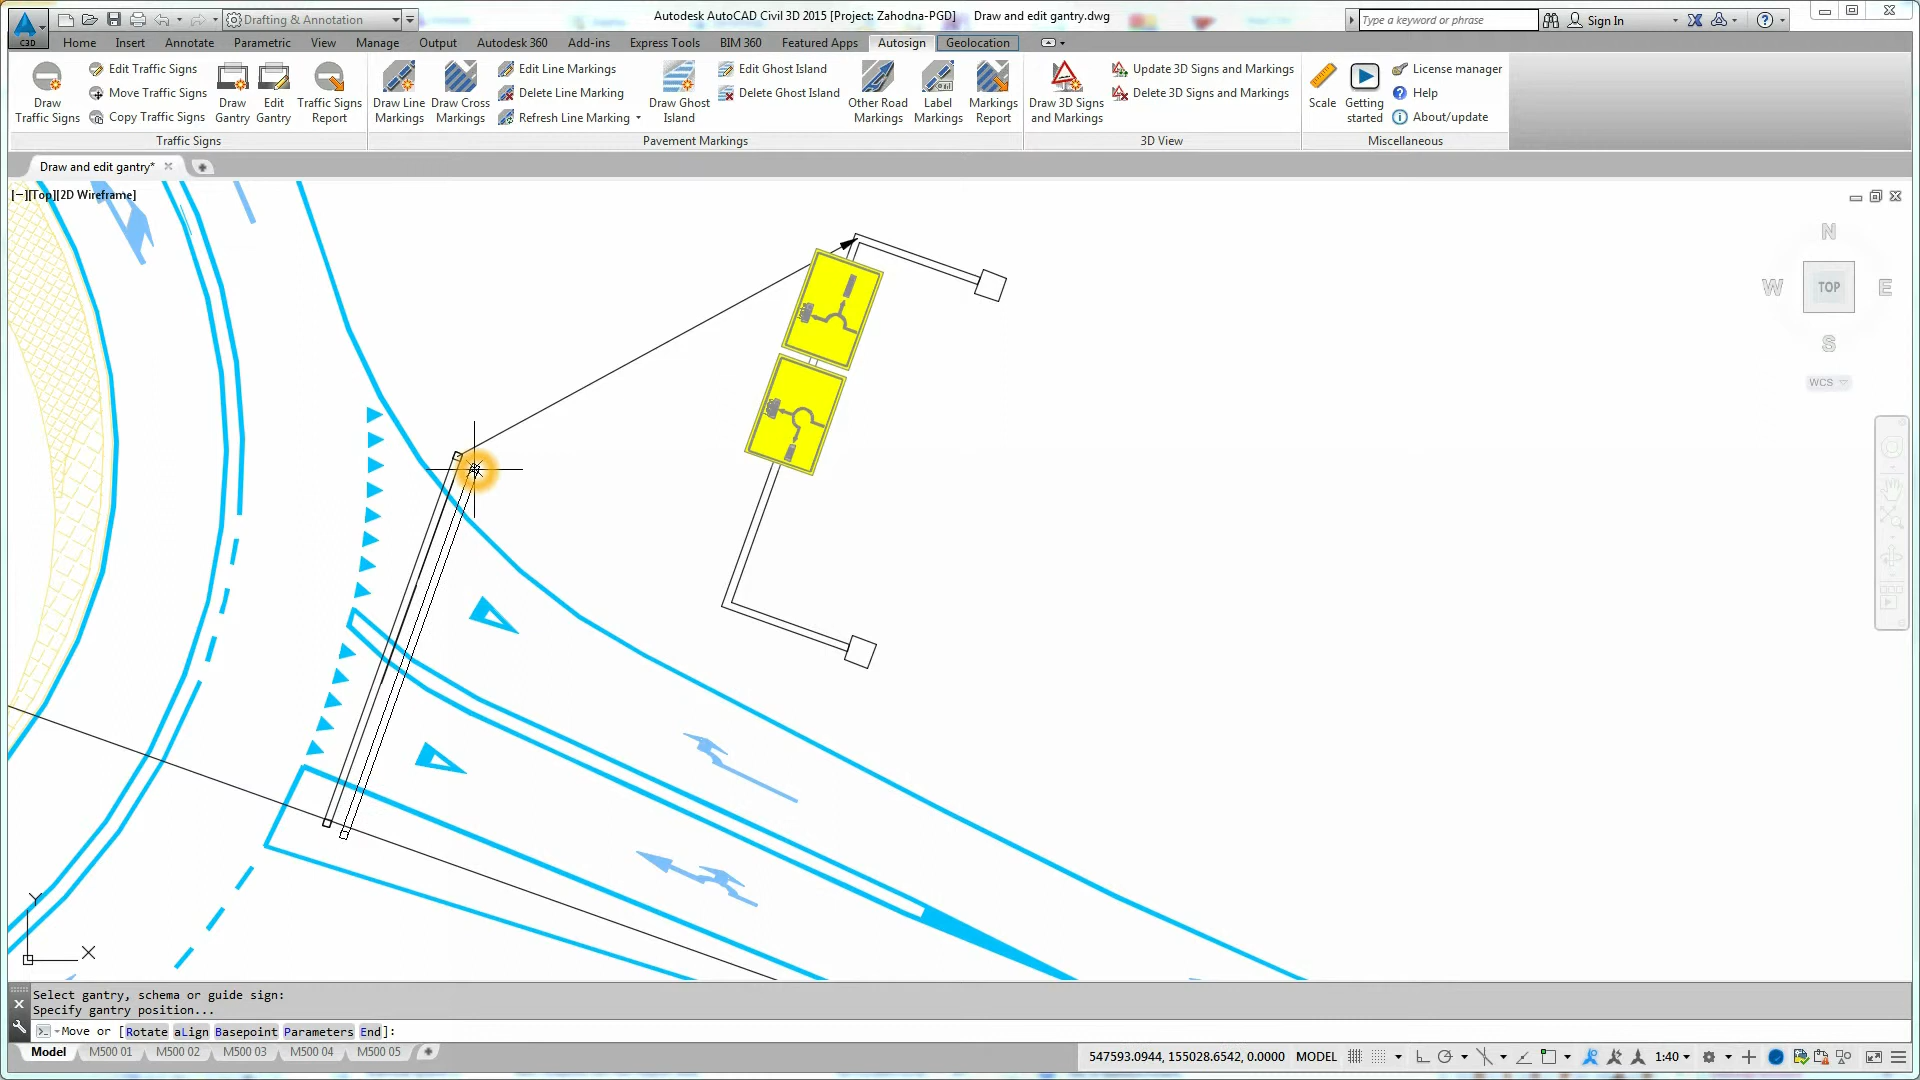 Drafting & Annotation
Autodesk AutoCAD Civil 3D 2015 [Project: Zahodna-PGD] Draw and edit gantry.dwg
Type a keyword or phrase
Sign In
C3D
Home Insert Annotate Parametric View Manage Output Autodesk 360 Add-ins Express Tools BIM 360 Featured Apps Autosign Geolocation
Draw Traffic Signs
Edit Traffic Signs
Move Traffic Signs
Copy Traffic Signs
Draw Gantry
Edit Gantry
Traffic Signs Report
Draw Line Markings
Draw Cross Markings
Edit Line Markings
Delete Line Marking
Refresh Line Marking
Draw Ghost Island
Edit Ghost Island
Delete Ghost Island
Other Road Markings
Label Markings
Markings Report
Draw 3D Signs and Markings
Update 3D Signs and Markings
Delete 3D Signs and Markings
Scale
Getting started
License manager
Help
About/update
Traffic Signs
Pavement Markings
3D View
Miscellaneous
Draw and edit gantry*
[−][Top][2D Wireframe]
N
W TOP E
S
WCS
Y
X
Select gantry, schema or guide sign:
Specify gantry position...
Move or [Rotate aLign Basepoint Parameters End]:
Model M500 01 M500 02 M500 03 M500 04 M500 05
547593.0944, 155028.6542, 0.0000 MODEL 1:40